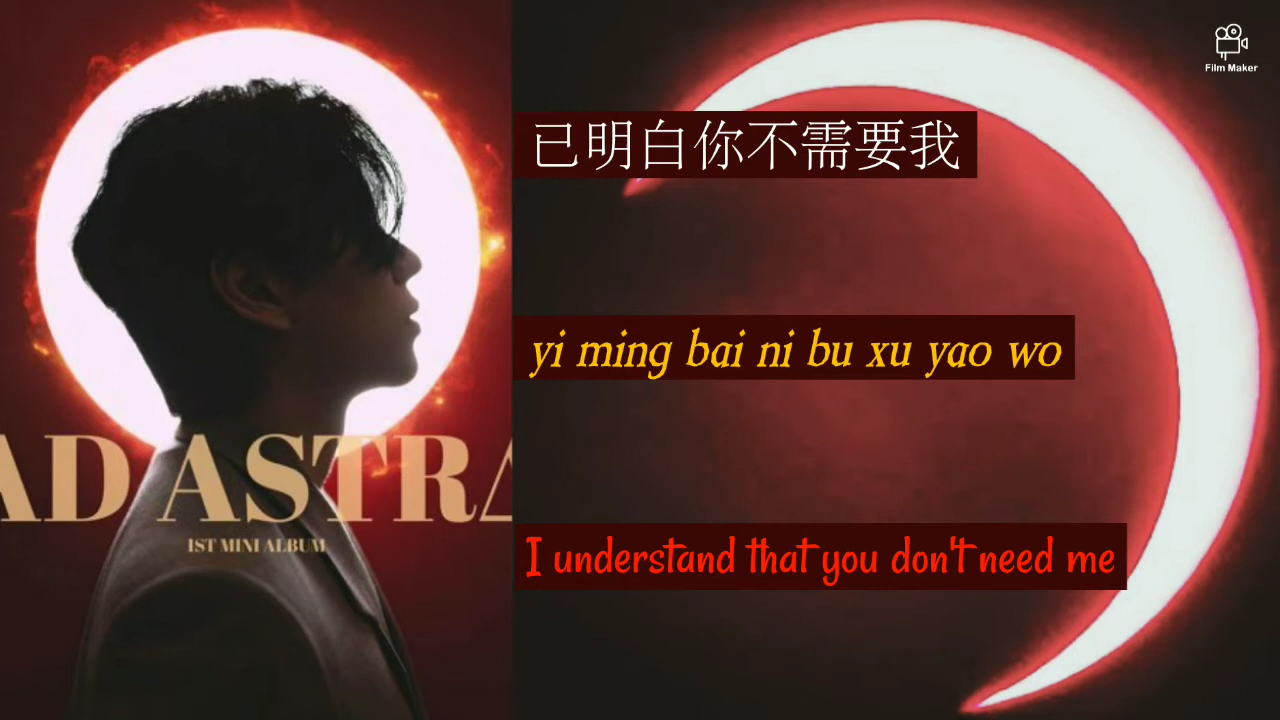 Film Maker
已明白你不需要我
yi ming bai ni bu xu yao wo
AD ASTRA
1ST MINI ALBUM
I understand that you don't need me